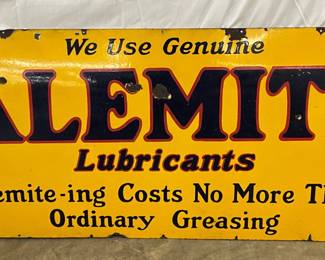 We Use Genuine
ALEMIT
Lubricants
emite-ing Costs No More Th
Ordinary Greasing